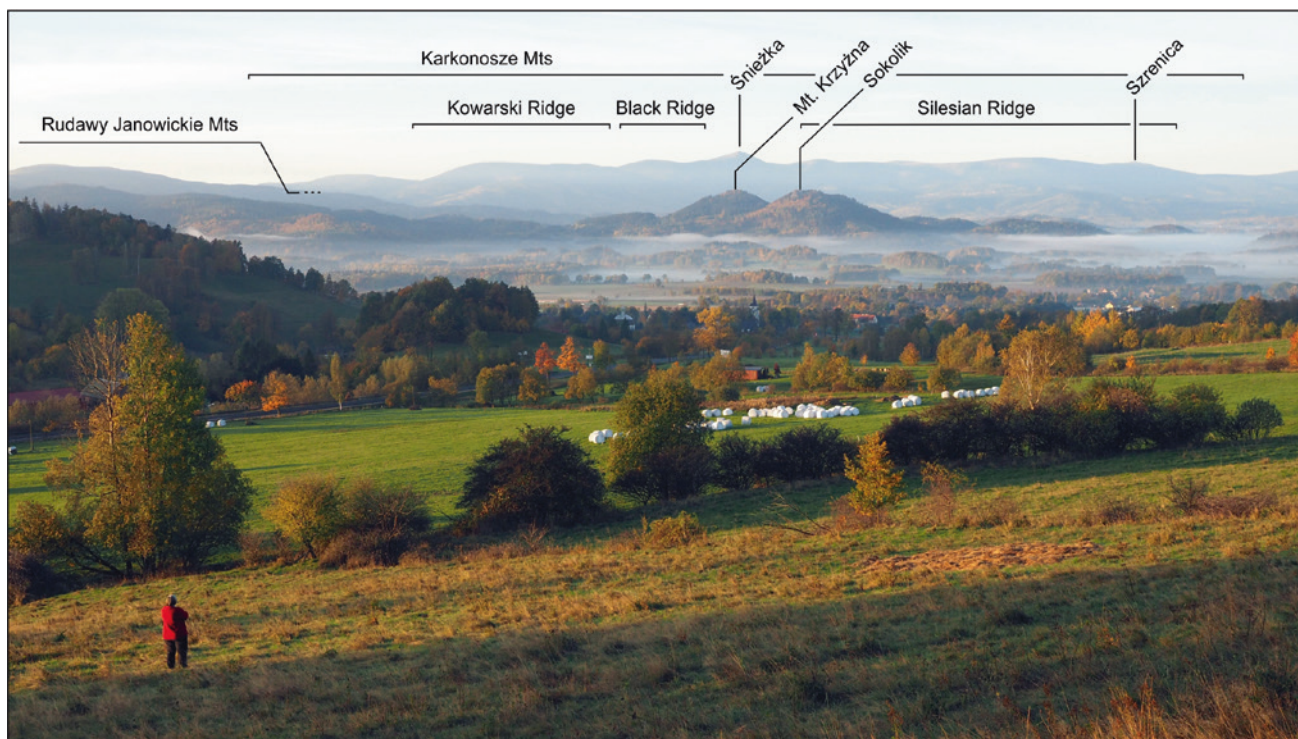 Karkonosze Mts
Śnieżka
Mt. Krzyżna
Sokolik
Szrenica
Kowarski Ridge
Black Ridge
Silesian Ridge
Rudawy Janowickie Mts